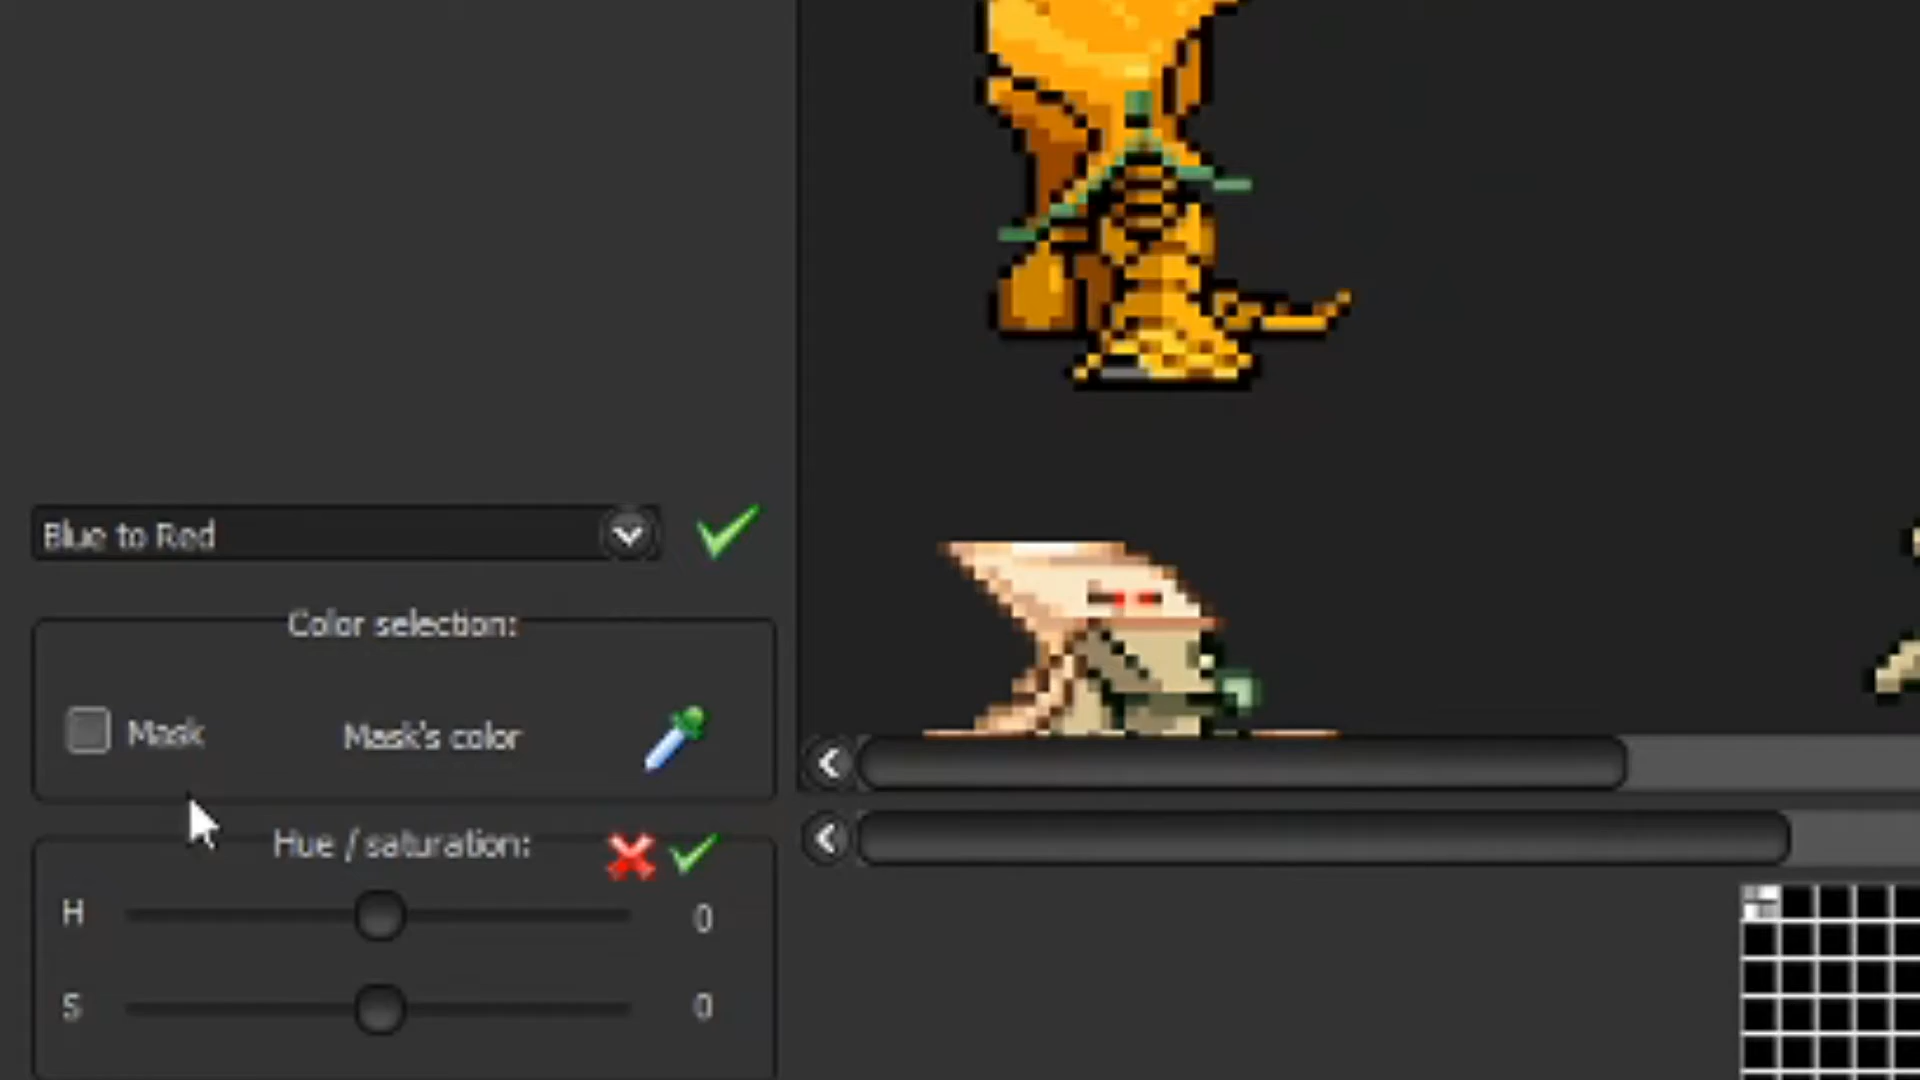 Blue to Red
Color selection:
Mask Mask's color
Hue / saturation:
H 0
S 0